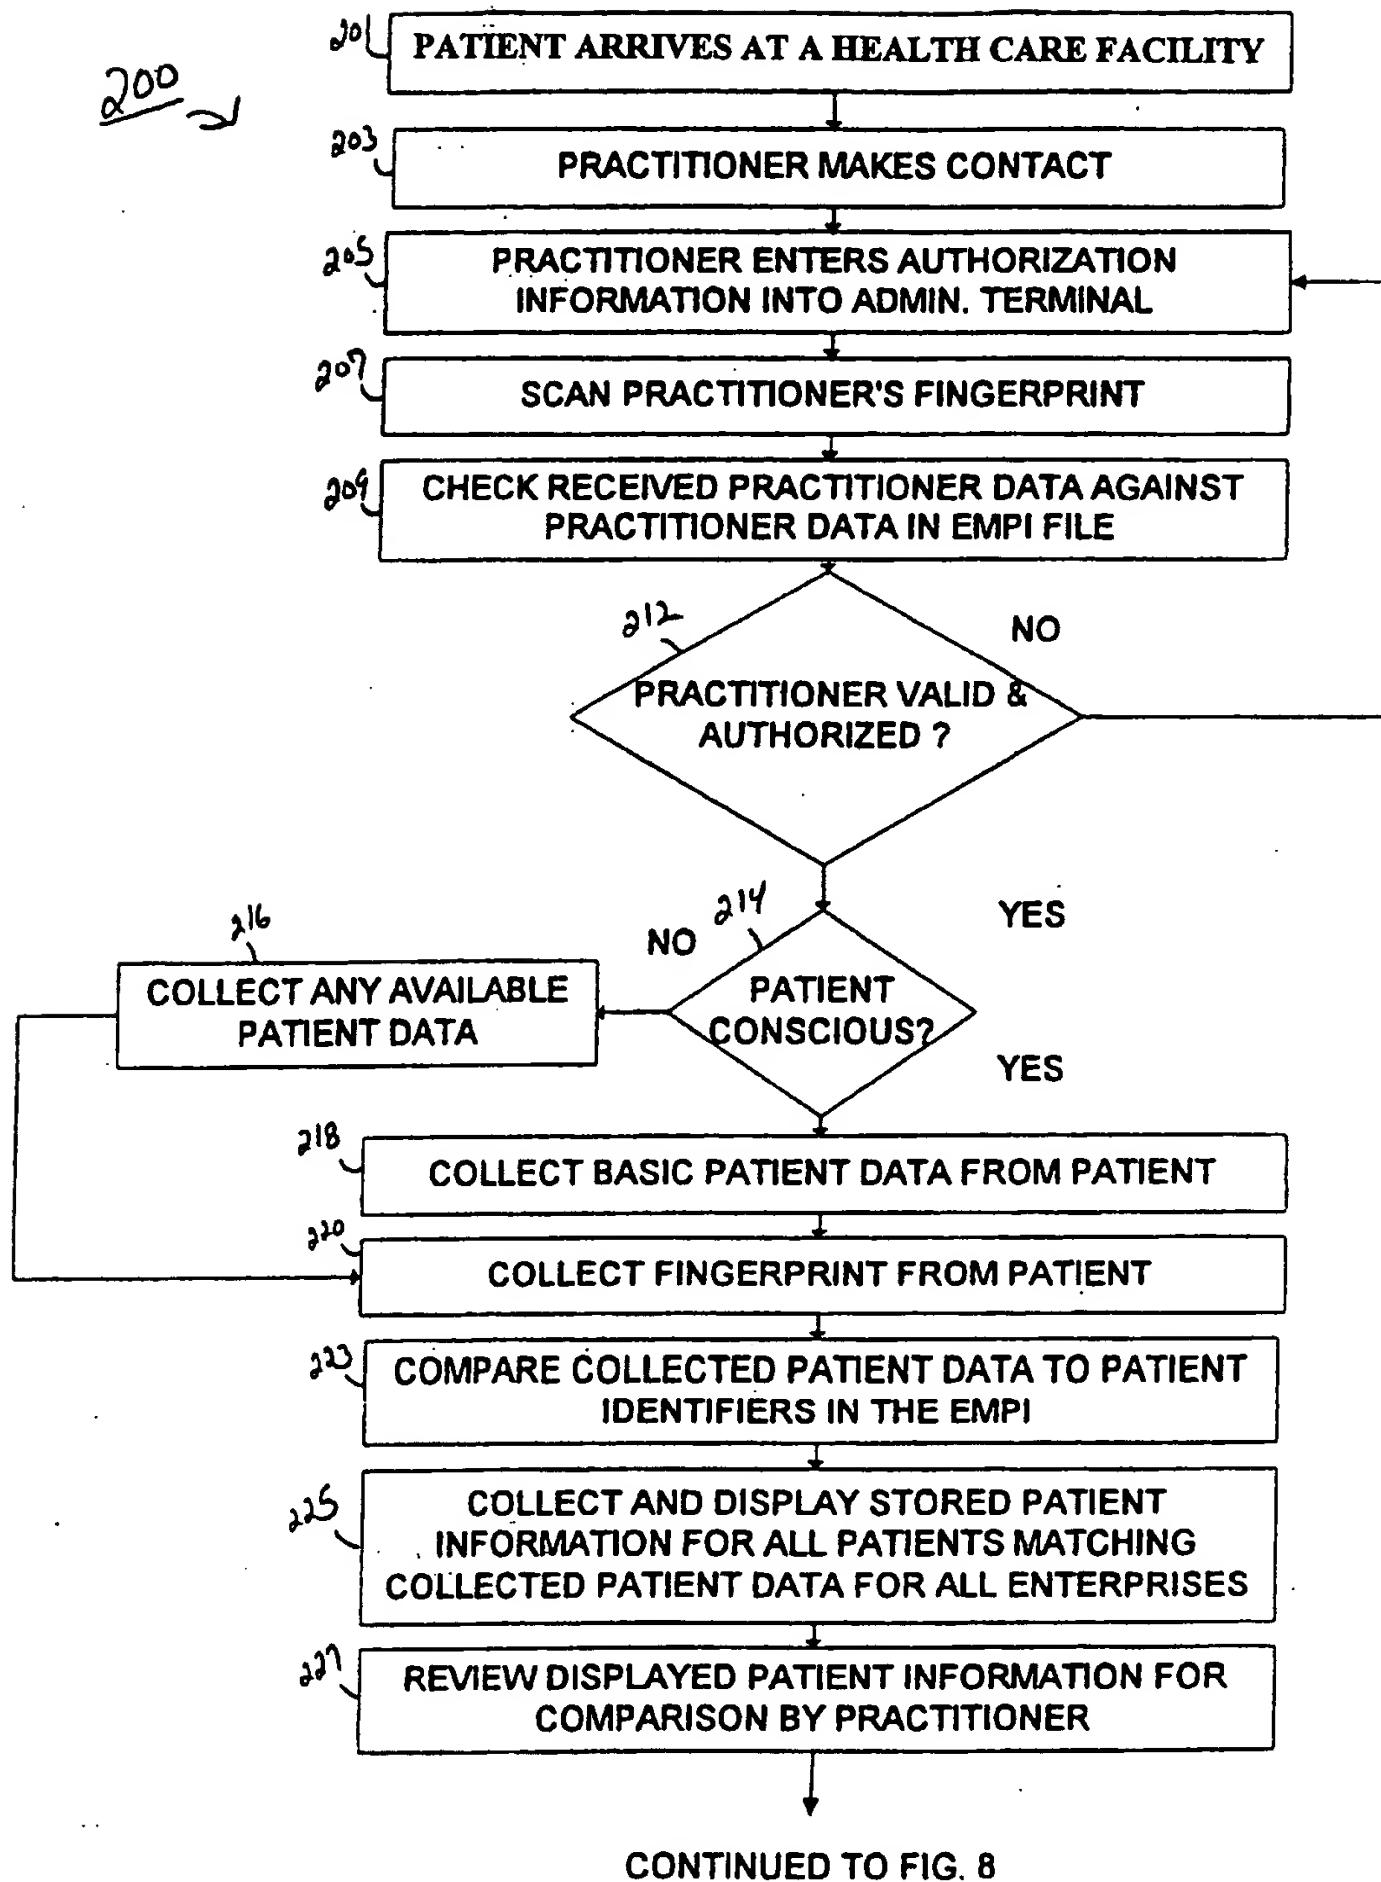 201
PATIENT ARRIVES AT A HEALTH CARE FACILITY
200
203
PRACTITIONER MAKES CONTACT
205
PRACTITIONER ENTERS AUTHORIZATION
INFORMATION INTO ADMIN. TERMINAL
207
SCAN PRACTITIONER'S FINGERPRINT
209
CHECK RECEIVED PRACTITIONER DATA AGAINST
PRACTITIONER DATA IN EMPI FILE
212
NO
PRACTITIONER VALID &
AUTHORIZED ?
YES
214
NO
216
COLLECT ANY AVAILABLE
PATIENT DATA
PATIENT
CONSCIOUS?
YES
218
COLLECT BASIC PATIENT DATA FROM PATIENT
220
COLLECT FINGERPRINT FROM PATIENT
223
COMPARE COLLECTED PATIENT DATA TO PATIENT
IDENTIFIERS IN THE EMPI
225
COLLECT AND DISPLAY STORED PATIENT
INFORMATION FOR ALL PATIENTS MATCHING
COLLECTED PATIENT DATA FOR ALL ENTERPRISES
227
REVIEW DISPLAYED PATIENT INFORMATION FOR
COMPARISON BY PRACTITIONER
CONTINUED TO FIG. 8